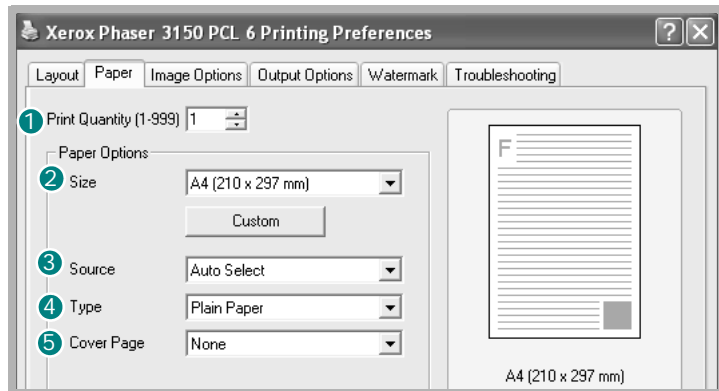 Xerox Phaser 3150 PCL 6 Printing Preferences ? X
Layout Paper Image Options Output Options Watermark Troubleshooting
1 Print Quantity (1-999) 1
Paper Options
2 Size A4 (210 x 297 mm)
Custom
3 Source Auto Select
4 Type Plain Paper
5 Cover Page None
F
A4 (210 x 297 mm)